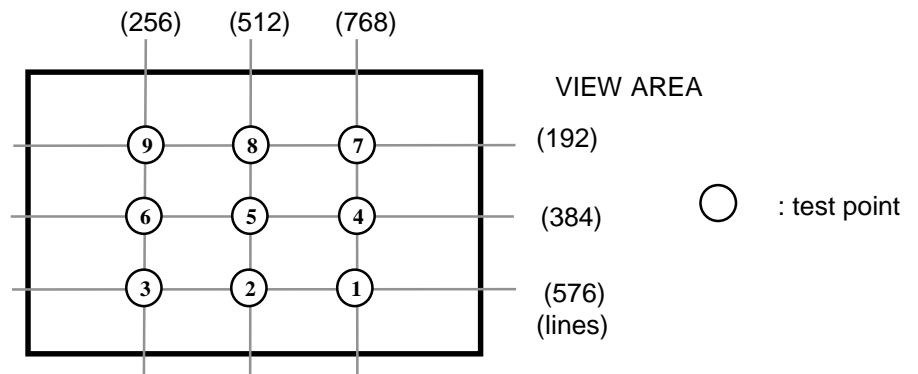 (256) (512) (768)
VIEW AREA
9 8 7 (192)
6 5 4 (384)
: test point
3 2 1 (576)
(lines)